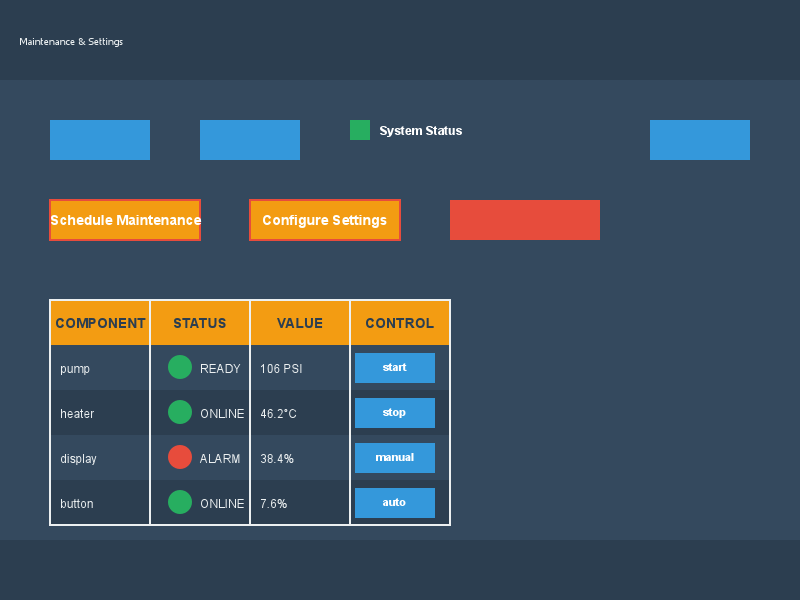 Maintenance & Settings
System Status
Schedule Maintenance Configure Settings
COMPONENT STATUS VALUE CONTROL
pump READY 106 PSI start
heater ONLINE 46.2°C stop
display ALARM 38.4% manual
button ONLINE 7.6% auto